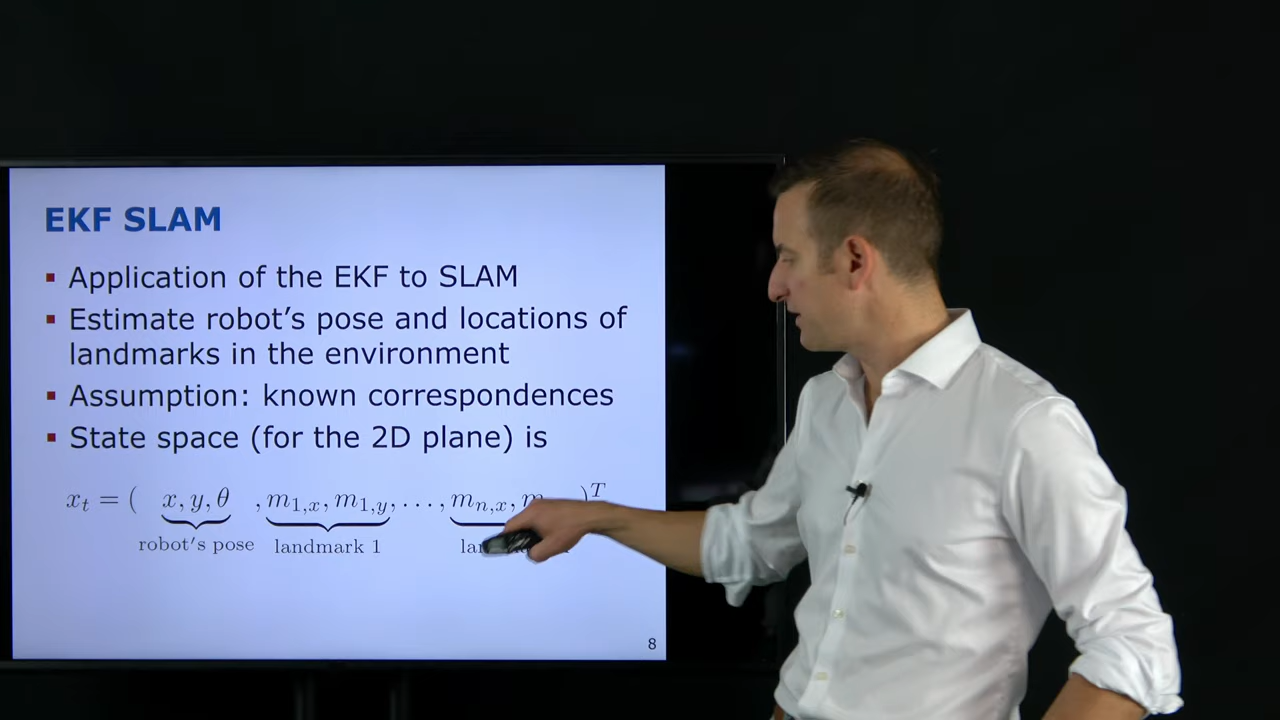 EKF SLAM
▪ Application of the EKF to SLAM
▪ Estimate robot’s pose and locations of
landmarks in the environment
▪ Assumption: known correspondences
▪ State space (for the 2D plane) is
x_t = ( x, y, θ , m_{1,x}, m_{1,y}, . . . , m_{n,x}, )^T
robot's pose landmark 1
8